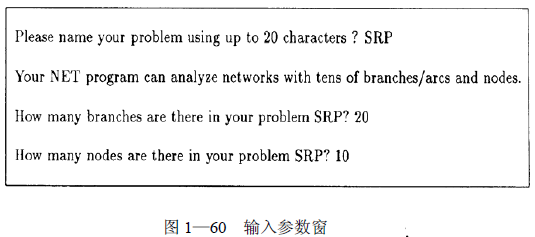 Please name your problem using up to 20 characters ? SRP
Your NET program can analyze networks with tens of branches/arcs and nodes.
How many branches are there in your problem SRP? 20
How many nodes are there in your problem SRP? 10
图 1—60 输入参数窗